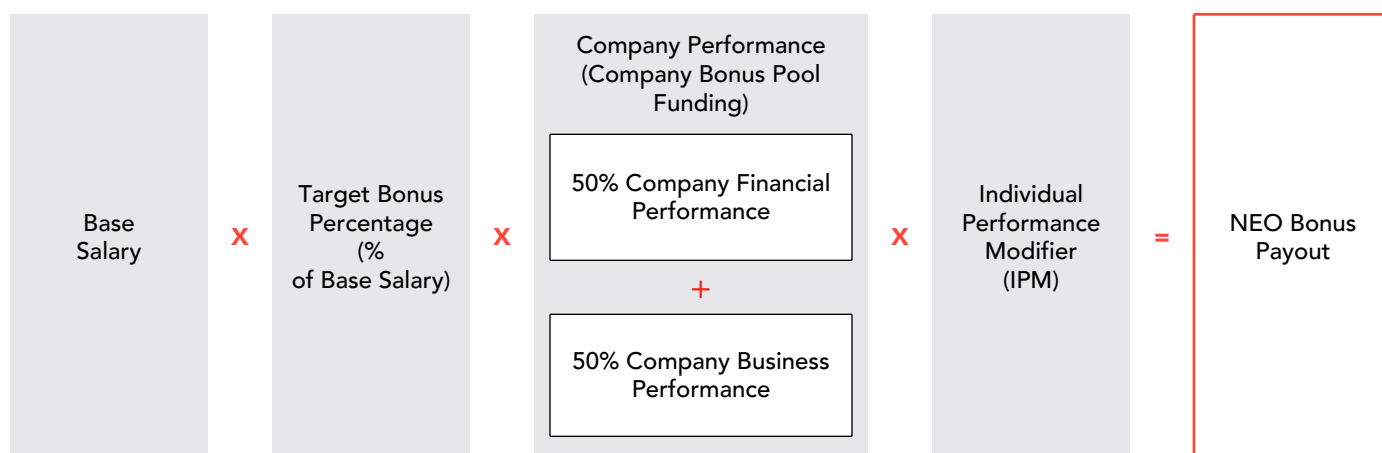 Base
Salary
X
Target Bonus
Percentage
(%
of Base Salary)
X
Company Performance
(Company Bonus Pool
Funding)
50% Company Financial
Performance
+
50% Company Business
Performance
X
Individual
Performance
Modifier
(IPM)
=
NEO Bonus
Payout